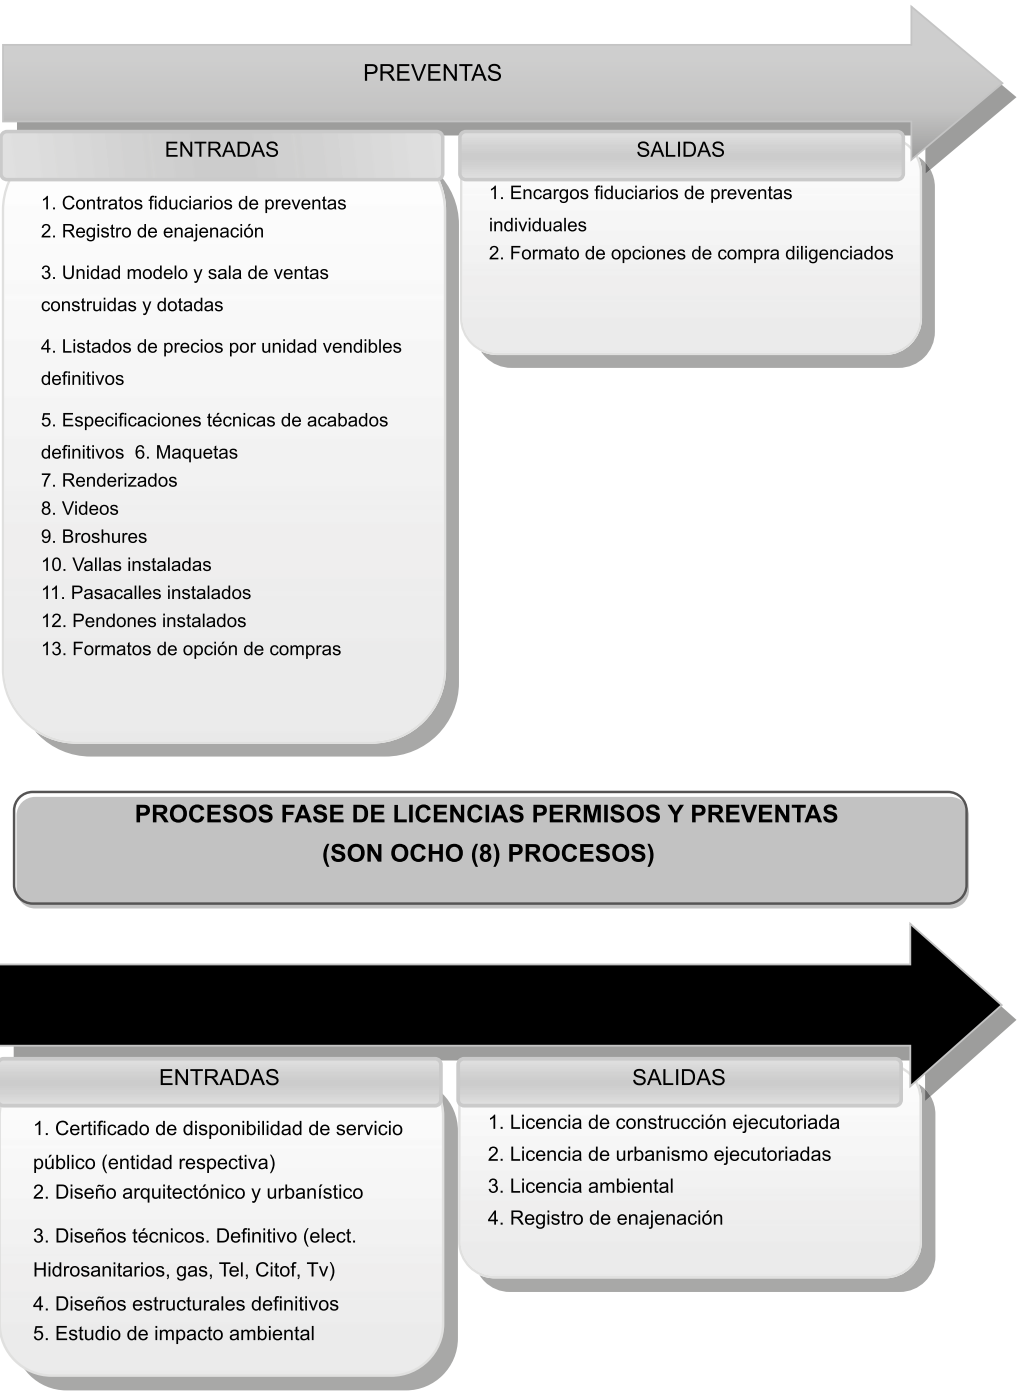 PREVENTAS
ENTRADAS
1. Contratos fiduciarios de preventas
2. Registro de enajenación
3. Unidad modelo y sala de ventas
construidas y dotadas
4. Listados de precios por unidad vendibles
definitivos
5. Especificaciones técnicas de acabados
definitivos  6. Maquetas
7. Renderizados
8. Videos
9. Broshures
10. Vallas instaladas
11. Pasacalles instalados
12. Pendones instalados
13. Formatos de opción de compras
SALIDAS
1. Encargos fiduciarios de preventas
individuales
2. Formato de opciones de compra diligenciados
PROCESOS FASE DE LICENCIAS PERMISOS Y PREVENTAS
(SON OCHO (8) PROCESOS)
ENTRADAS
1. Certificado de disponibilidad de servicio
público (entidad respectiva)
2. Diseño arquitectónico y urbanístico
3. Diseños técnicos. Definitivo (elect.
Hidrosanitarios, gas, Tel, Citof, Tv)
4. Diseños estructurales definitivos
5. Estudio de impacto ambiental
SALIDAS
1. Licencia de construcción ejecutoriada
2. Licencia de urbanismo ejecutoriadas
3. Licencia ambiental
4. Registro de enajenación